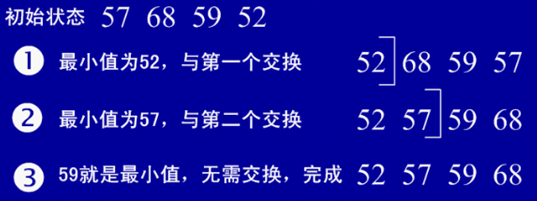 初始状态 57 68 59 52
❶ 最小值为52，与第一个交换 52 68 59 57
❷ 最小值为57，与第二个交换 52 57 59 68
❸ 59就是最小值，无需交换，完成 52 57 59 68